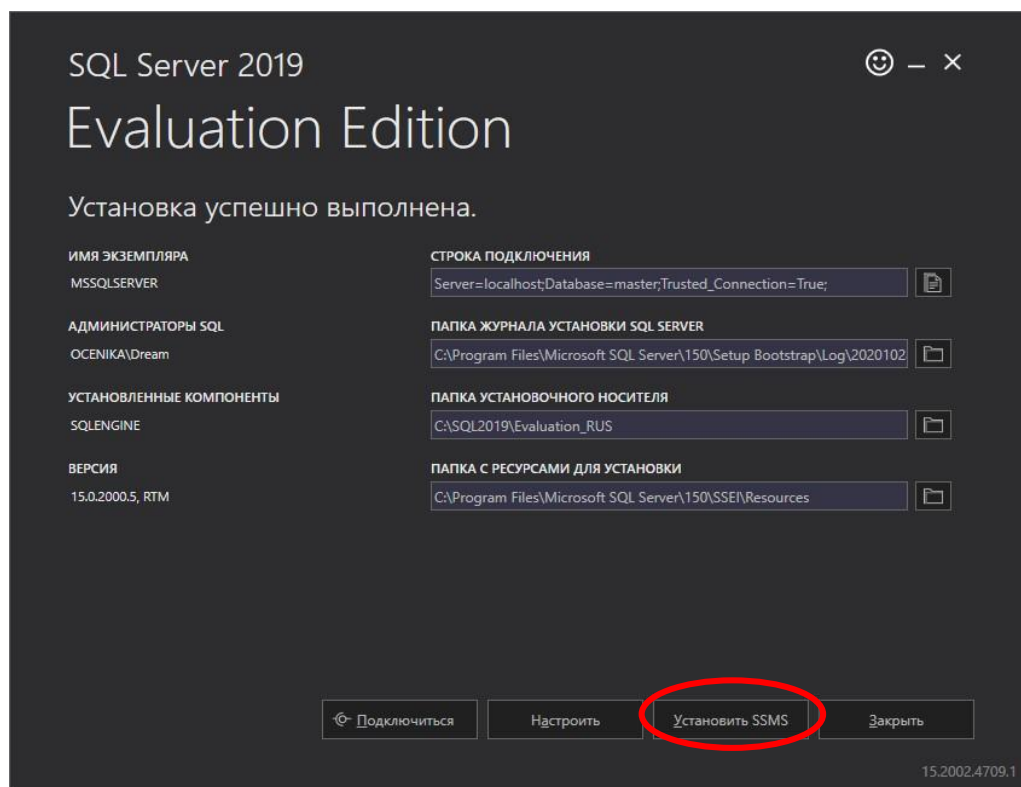 SQL Server 2019
Evaluation Edition
Установка успешно выполнена.
ИМЯ ЭКЗЕМПЛЯРА
MSSQLSERVER
СТРОКА ПОДКЛЮЧЕНИЯ
Server=localhost;Database=master;Trusted_Connection=True;
АДМИНИСТРАТОРЫ SQL
OCENIKA\Dream
ПАПКА ЖУРНАЛА УСТАНОВКИ SQL SERVER
C:\Program Files\Microsoft SQL Server\150\Setup Bootstrap\Log\2020102
УСТАНОВЛЕННЫЕ КОМПОНЕНТЫ
SQLENGINE
ПАПКА УСТАНОВОЧНОГО НОСИТЕЛЯ
C:\SQL2019\Evaluation_RUS
ВЕРСИЯ
15.0.2000.5, RTM
ПАПКА С РЕСУРСАМИ ДЛЯ УСТАНОВКИ
C:\Program Files\Microsoft SQL Server\150\SSEI\Resources
Подключиться
Настроить
Установить SSMS
Закрыть
15.2002.4709.1